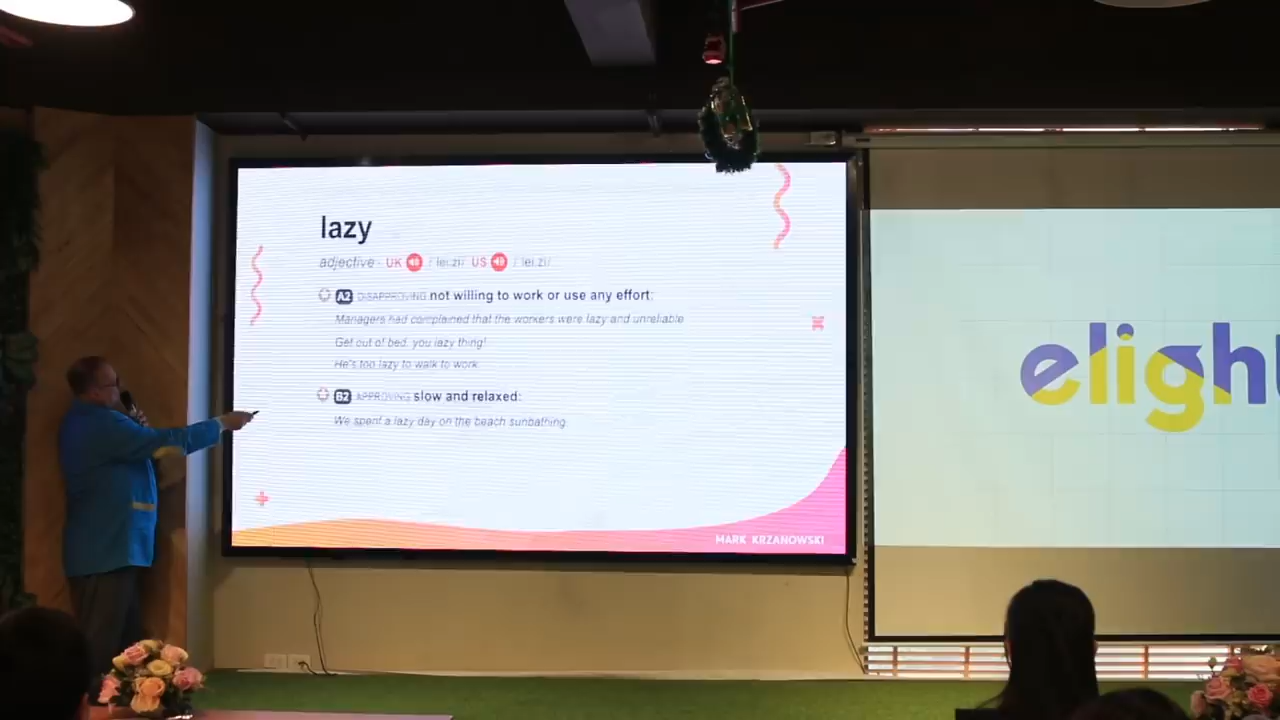 lazy
adjective · UK /ˈleɪ.zi/ US /ˈleɪ.zi/
A2 DISAPPROVING not willing to work or use any effort:
Managers had complained that the workers were lazy and unreliable
Get out of bed, you lazy thing!
He's too lazy to walk to work.
B2 APPROVING slow and relaxed:
We spent a lazy day on the beach sunbathing
MARK KRZANOWSKI
eligh